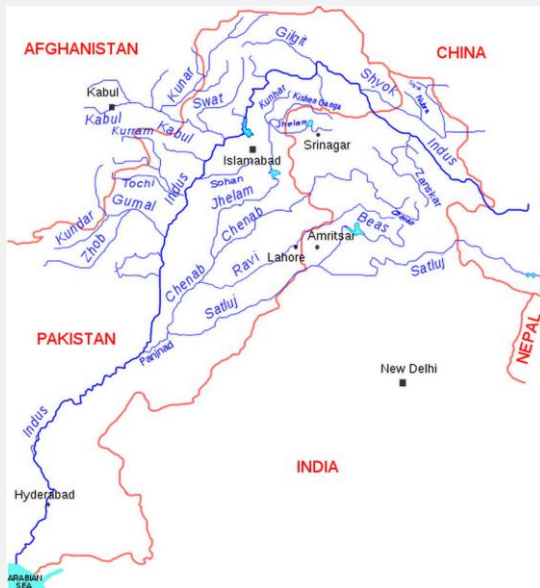 AFGHANISTAN
CHINA
Gilgit
Kunar
Swat
Shyok
Nubra
Kabul
Kabul
Kabul
Kunhar
Kishen Ganga
Jhelam
Srinagar
Kurram
Islamabad
Indus
Zanskar
Tochi
Indus
Sohan
Gumal
Jhelam
Kundar
Zhob
Chenab
Beas
Amritsar
Lahore
Ravi
Chenab
Satluj
Satluj
PAKISTAN
Panjnad
NEPAL
New Delhi
Indus
INDIA
Hyderabad
ARABIAN
SEA